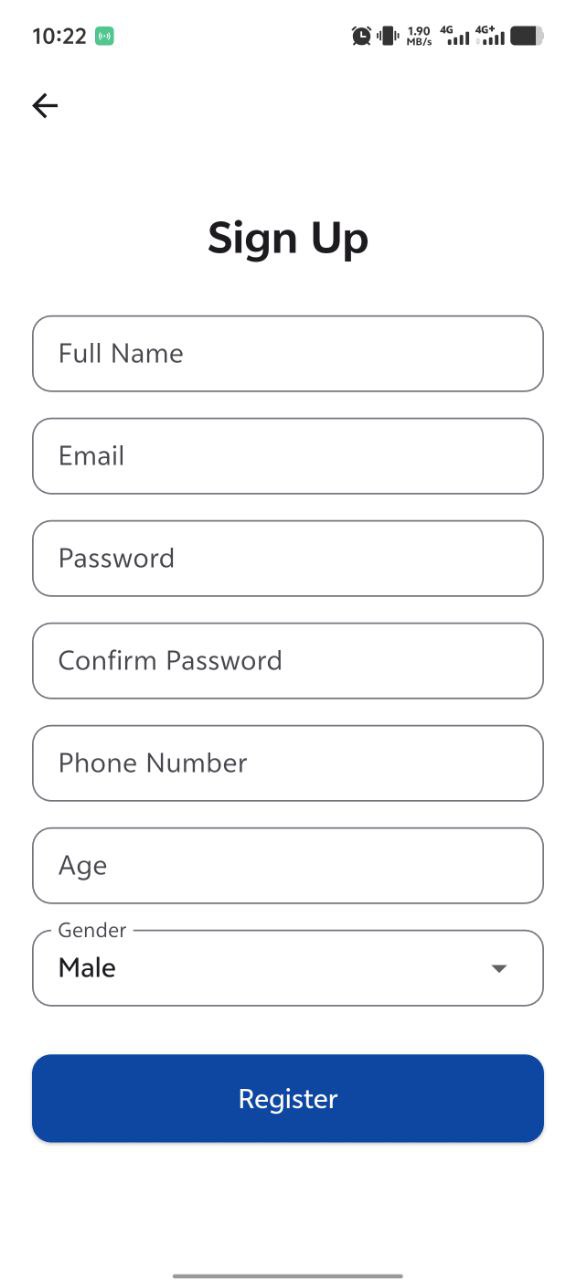 10:22 1.90 MB/s 4G 4G+
Sign Up
Full Name
Email
Password
Confirm Password
Phone Number
Age
Gender
Male
Register